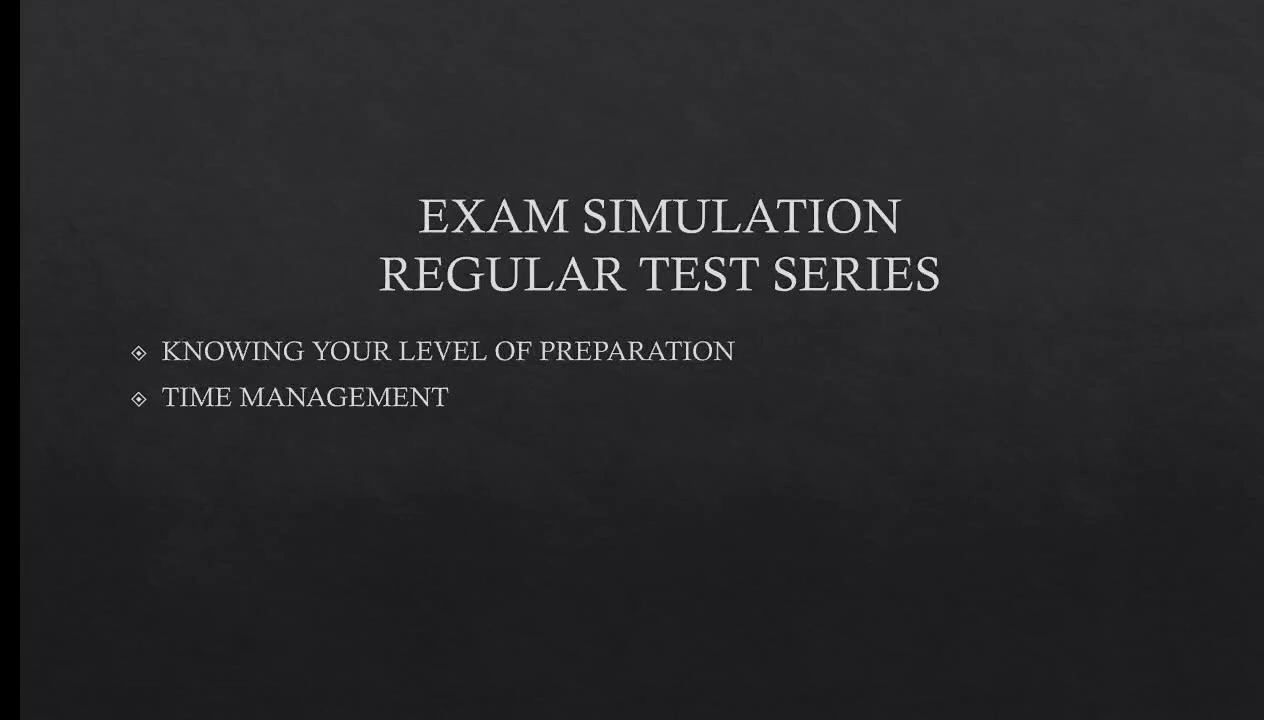 EXAM SIMULATION
REGULAR TEST SERIES
KNOWING YOUR LEVEL OF PREPARATION
TIME MANAGEMENT